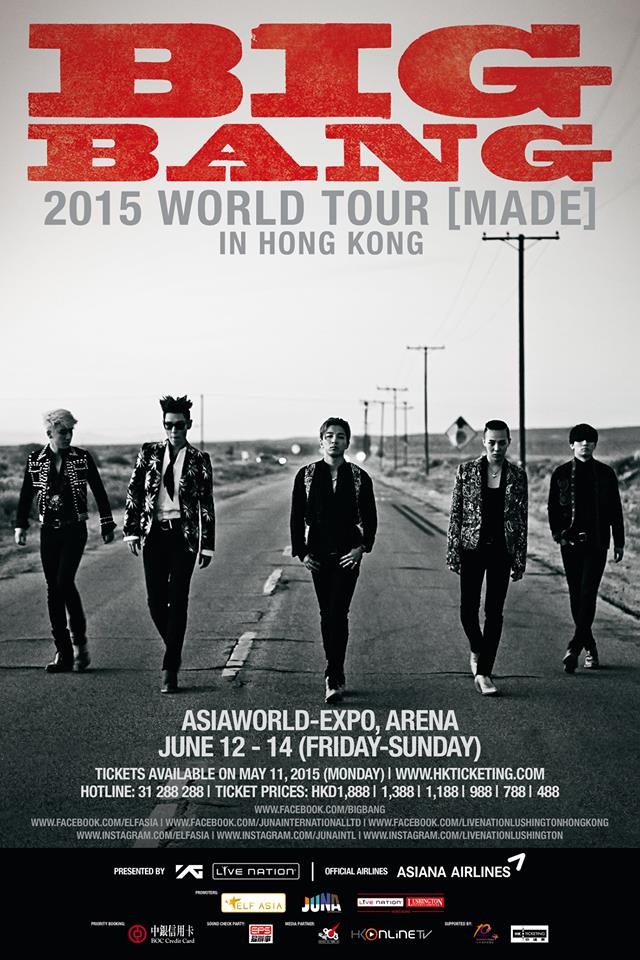 BIG
BANG
2015 WORLD TOUR [MADE]
IN HONG KONG
ASIAWORLD-EXPO, ARENA
JUNE 12 - 14 (FRIDAY-SUNDAY)
TICKETS AVAILABLE ON MAY 11, 2015 (MONDAY) | WWW.HKTICKETING.COM
HOTLINE: 31 288 288 | TICKET PRICES: HKD1,888 | 1,388 | 1,188 | 988 | 788 | 488
WWW.FACEBOOK.COM/BIGBANG
WWW.FACEBOOK.COM/ELFASIA | WWW.FACEBOOK.COM/JUNAINTERNATIONALLTD | WWW.FACEBOOK.COM/LIVENATIONLUSHINGTONHONGKONG
WWW.INSTAGRAM.COM/ELFASIA | WWW.INSTAGRAM.COM/JUNAINTL | WWW.INSTAGRAM.COM/LIVENATIONLUSHINGTON
PRESENTED BY YG LIVE NATION | OFFICIAL AIRLINES ASIANA AIRLINES
PROMOTERS: ELF ASIA JUNA LIVE NATION LUSHINGTON
PRIORITY BOOKING: 中銀信用卡 BOC Credit Card SOUND CHECK PARTY: EPS MEDIA PARTNER: HKONLINETV SUPPORTED BY: HK TICKETING